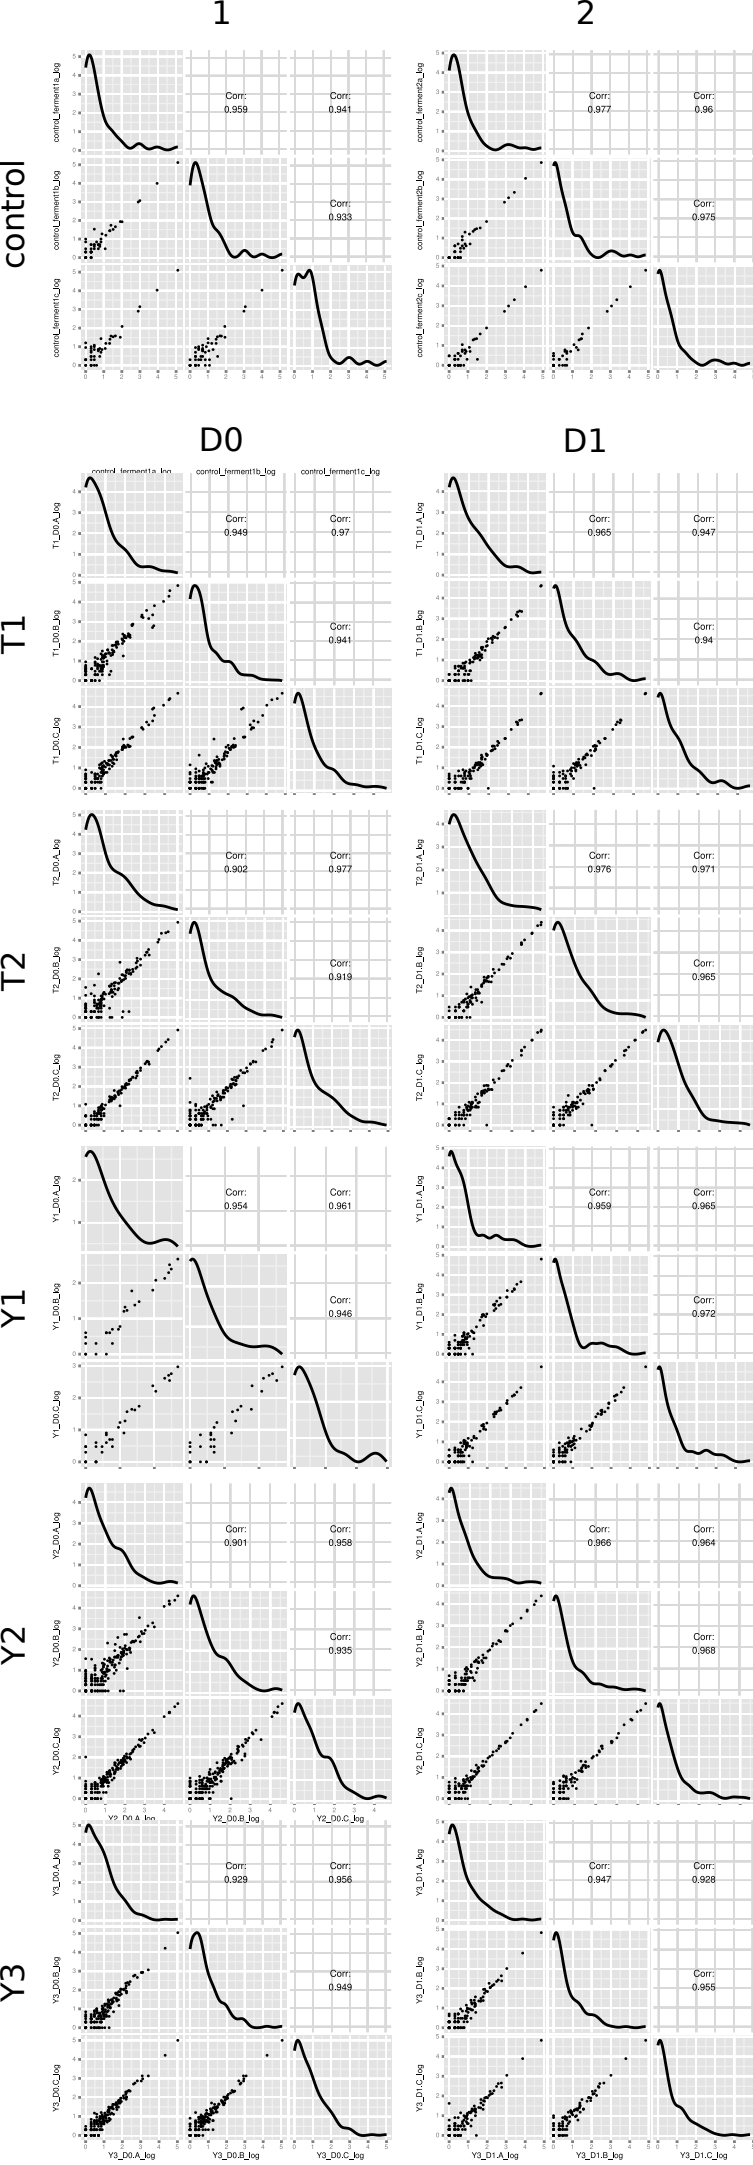 1 2
control
control_ferment1a_log
Corr:
0.959
Corr:
0.941
control_ferment1b_log
Corr:
0.933
control_ferment1c_log
control_ferment2a_log
Corr:
0.977
Corr:
0.96
control_ferment2b_log
Corr:
0.975
control_ferment2c_log
D0 D1
control_ferment1a_log control_ferment1b_log control_ferment1c_log
T1
T1_D0.A_log
Corr:
0.949
Corr:
0.97
T1_D0.B_log
Corr:
0.941
T1_D0.C_log
T1_D1.A_log
Corr:
0.965
Corr:
0.947
T1_D1.B_log
Corr:
0.94
T1_D1.C_log
T2
T2_D0.A_log
Corr:
0.902
Corr:
0.977
T2_D0.B_log
Corr:
0.919
T2_D0.C_log
T2_D1.A_log
Corr:
0.976
Corr:
0.971
T2_D1.B_log
Corr:
0.965
T2_D1.C_log
Y1
Y1_D0.A_log
Corr:
0.954
Corr:
0.961
Y1_D0.B_log
Corr:
0.946
Y1_D0.C_log
Y1_D1.A_log
Corr:
0.959
Corr:
0.965
Y1_D1.B_log
Corr:
0.972
Y1_D1.C_log
Y2
Y2_D0.A_log
Corr:
0.901
Corr:
0.958
Y2_D0.B_log
Corr:
0.935
Y2_D0.C_log
Y2_D0.A_log Y2_D0.B_log Y2_D0.C_log
Y2_D1.A_log
Corr:
0.966
Corr:
0.964
Y2_D1.B_log
Corr:
0.968
Y2_D1.C_log
Y3
Y3_D0.A_log
Corr:
0.929
Corr:
0.956
Y3_D0.B_log
Corr:
0.949
Y3_D0.C_log
Y3_D0.A_log Y3_D0.B_log Y3_D0.C_log
Y3_D1.A_log
Corr:
0.947
Corr:
0.928
Y3_D1.B_log
Corr:
0.955
Y3_D1.C_log
Y3_D1.A_log Y3_D1.B_log Y3_D1.C_log